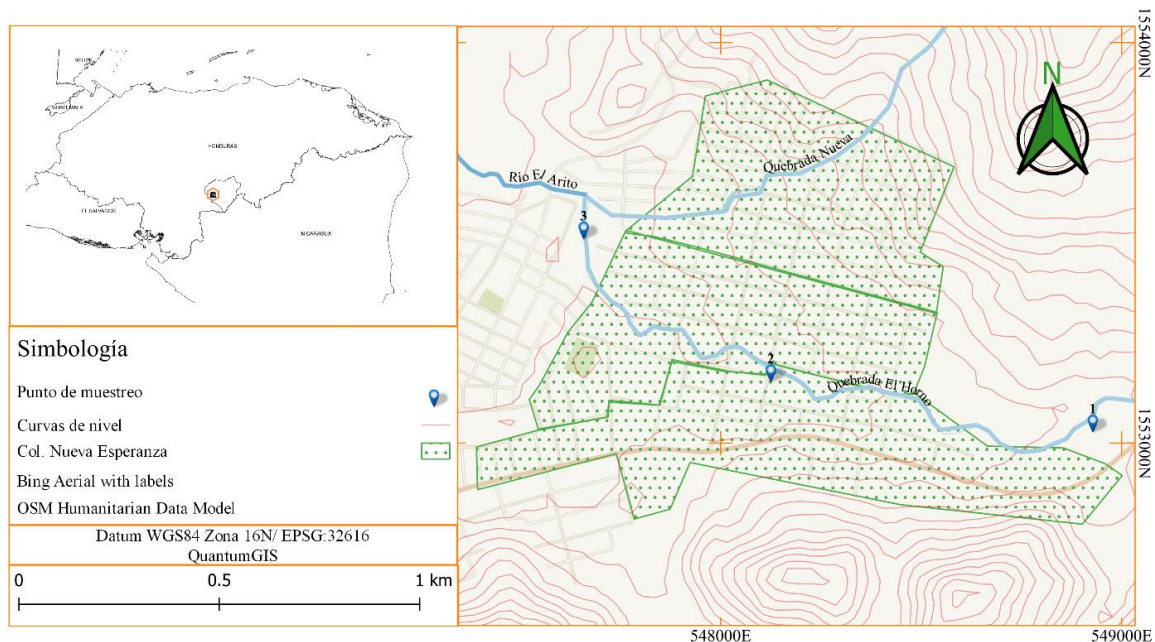 BELIZE
GUATEMALA
HONDURAS
EL SALVADOR
NICARAGUA
Simbología
Punto de muestreo
Curvas de nivel
Col. Nueva Esperanza
Bing Aerial with labels
OSM Humanitarian Data Model
Datum WGS84 Zona 16N/ EPSG:32616
QuantumGIS
0 0.5 1 km
N
Quebrada Nueva
Río El Arito
3
2
Quebrada El Horno
1
1554000N
1553000N
548000E
549000E